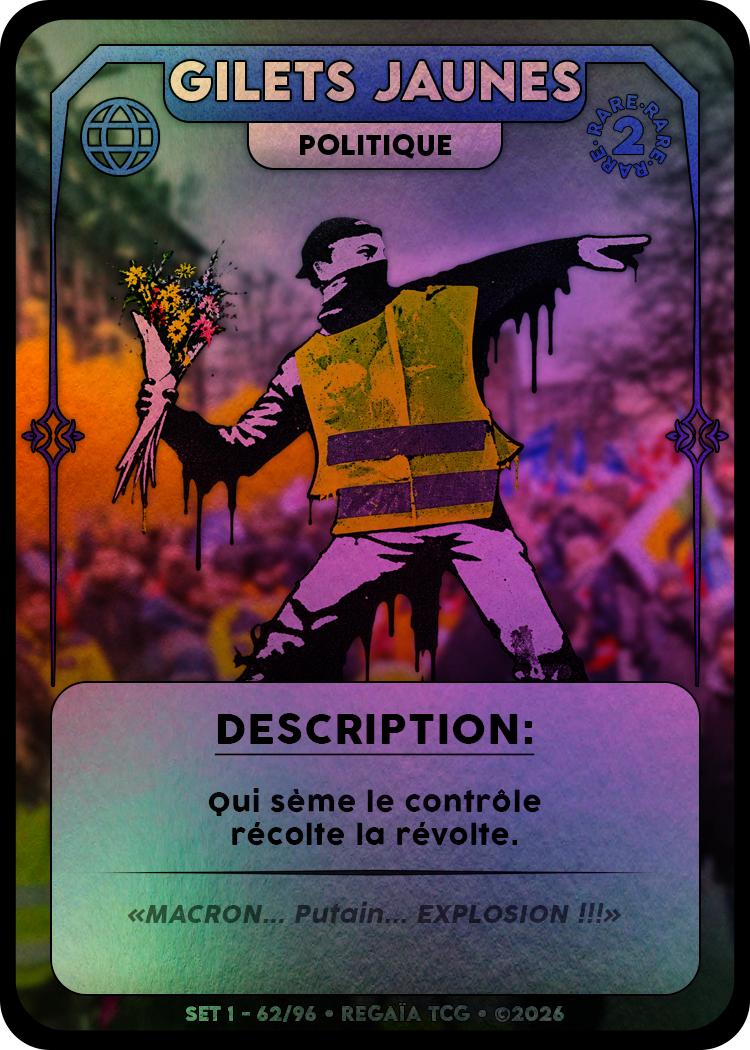 GILETS JAUNES
POLITIQUE
RARE·RARE·RARE·RARE·
2
DESCRIPTION:
Qui sème le contrôle
récolte la révolte.
«MACRON... Putain... EXPLOSION !!!»
SET 1 - 62/96 • REGAÏA TCG • ©2026